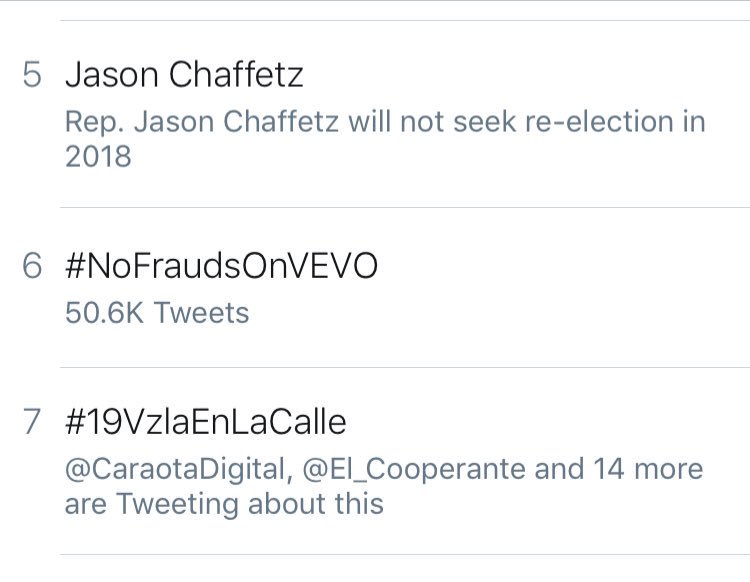 5 Jason Chaffetz
Rep. Jason Chaffetz will not seek re-election in
2018
6 #NoFraudsOnVEVO
50.6K Tweets
7 #19VzlaEnLaCalle
@CaraotaDigital, @El_Cooperante and 14 more
are Tweeting about this